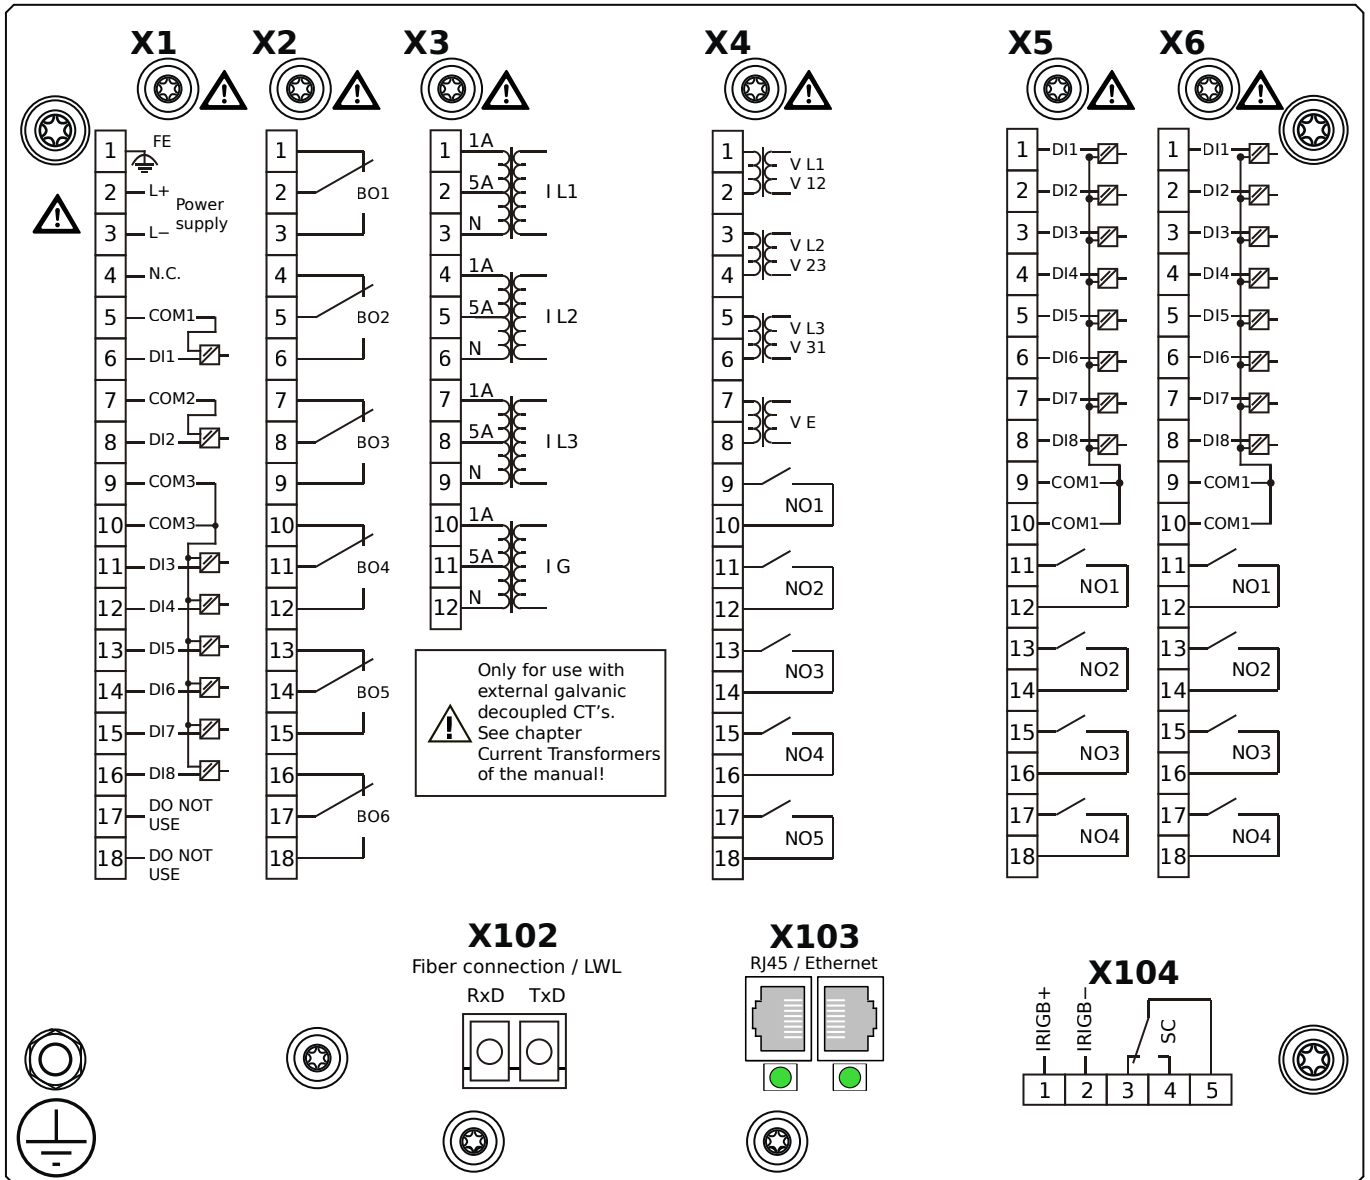 X1
X2
X3
X4
X5
X6
1 FE
2 L+
Power
supply
3 L−
4 N.C.
5 COM1
6 DI1
7 COM2
8 DI2
9 COM3
10 COM3
11 DI3
12 DI4
13 DI5
14 DI6
15 DI7
16 DI8
17 DO NOT
USE
18 DO NOT
USE
1
2 BO1
3
4
5 BO2
6
7
8 BO3
9
10
11 BO4
12
13
14 BO5
15
16
17 BO6
18
1 1A
2 5A I L1
3 N
4 1A
5 5A I L2
6 N
7 1A
8 5A I L3
9 N
10 1A
11 5A I G
12 N
Only for use with
external galvanic
decoupled CT's.
See chapter
Current Transformers
of the manual!
1 V L1
2 V 12
3 V L2
4 V 23
5 V L3
6 V 31
7
V E
8
9
NO1
10
11
NO2
12
13
NO3
14
15
NO4
16
17
NO5
18
1 DI1
2 DI2
3 DI3
4 DI4
5 DI5
6 DI6
7 DI7
8 DI8
9 COM1
10 COM1
11
NO1
12
13
NO2
14
15
NO3
16
17
NO4
18
1 DI1
2 DI2
3 DI3
4 DI4
5 DI5
6 DI6
7 DI7
8 DI8
9 COM1
10 COM1
11
NO1
12
13
NO2
14
15
NO3
16
17
NO4
18
X102
Fiber connection / LWL
RxD TxD
X103
RJ45 / Ethernet
X104
IRIGB+
IRIGB−
SC
1 2 3 4 5